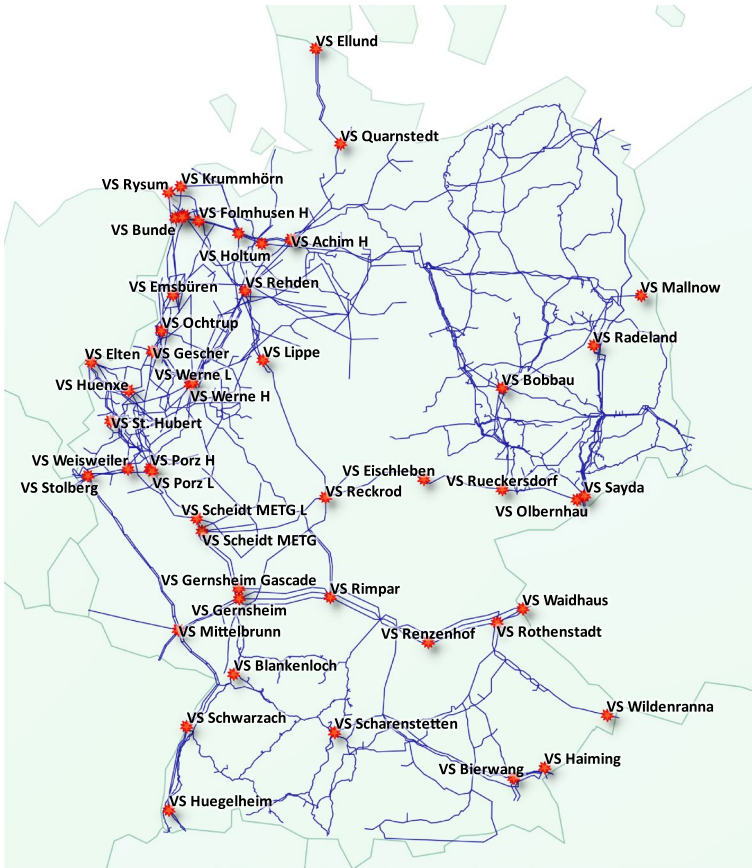 VS Ellund
VS Quarnstedt
VS Krummhörn
VS Rysum
VS Folmhusen H
VS Bunde
VS Achim H
VS Holtum
VS Rehden
VS Emsbüren
VS Mallnow
VS Ochtrup
VS Radeland
VS Elten
VS Gescher
VS Lippe
VS Werne L
VS Huenxe
VS Bobbau
VS Werne H
VS St. Hubert
VS Weisweiler
VS Porz H
VS Eischleben
VS Porz L
VS Rueckersdorf
VS Stolberg
VS Sayda
VS Reckrod
VS Scheidt METG L
VS Olbernhau
VS Scheidt METG
VS Gernsheim Gascade
VS Rimpar
VS Waidhaus
VS Gernsheim
VS Mittelbrunn
VS Renzenhof
VS Rothenstadt
VS Blankenloch
VS Wildenranna
VS Schwarzach
VS Scharenstetten
VS Haiming
VS Bierwang
VS Huegelheim